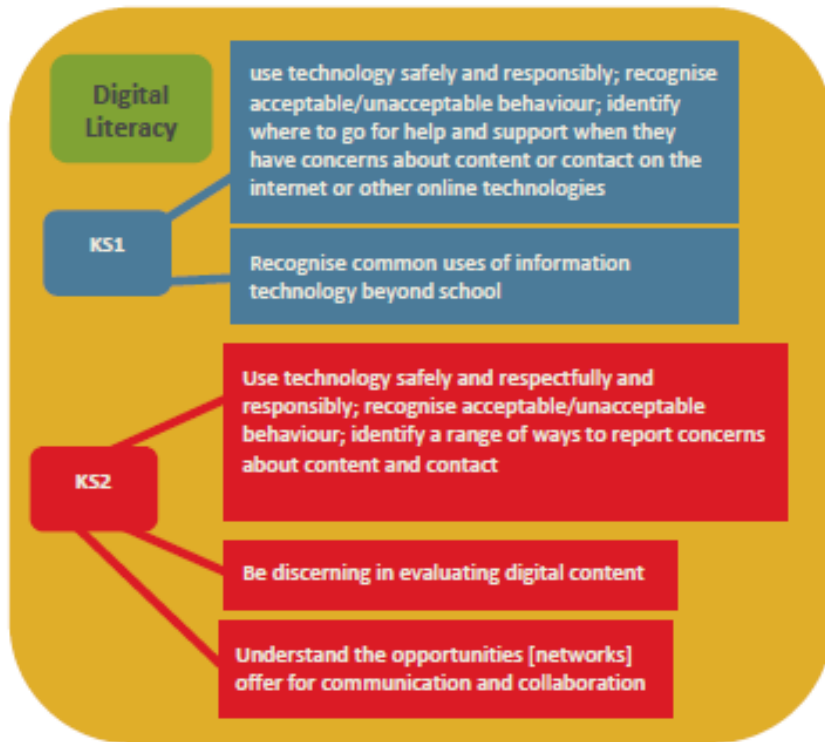 Digital
Literacy
use technology safely and responsibly; recognise
acceptable/unacceptable behaviour; identify
where to go for help and support when they
have concerns about content or contact on the
internet or other online technologies
KS1
Recognise common uses of information
technology beyond school
Use technology safely and respectfully and
responsibly; recognise acceptable/unacceptable
behaviour; identify a range of ways to report concerns
about content and contact
KS2
Be discerning in evaluating digital content
Understand the opportunities [networks]
offer for communication and collaboration